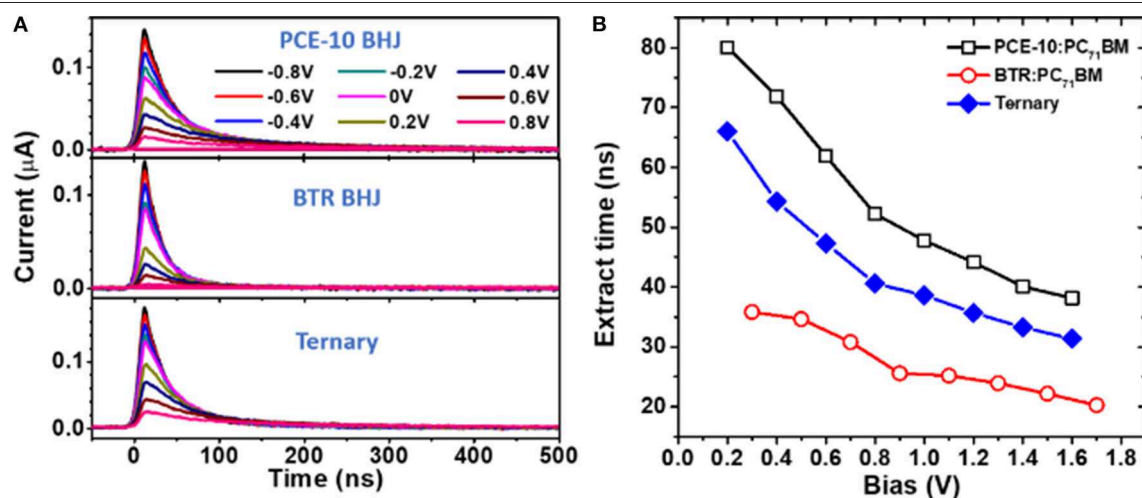 A
PCE-10 BHJ
-0.8V -0.2V 0.4V
-0.6V 0V 0.6V
-0.4V 0.2V 0.8V
0.1
0.0
BTR BHJ
0.1
0.0
Ternary
0.1
0.0
Current (μA)
0 100 200 300 400 500
Time (ns)
B
PCE-10:PC71BM
BTR:PC71BM
Ternary
80
70
60
50
40
30
20
Extract time (ns)
0.0 0.2 0.4 0.6 0.8 1.0 1.2 1.4 1.6 1.8
Bias (V)